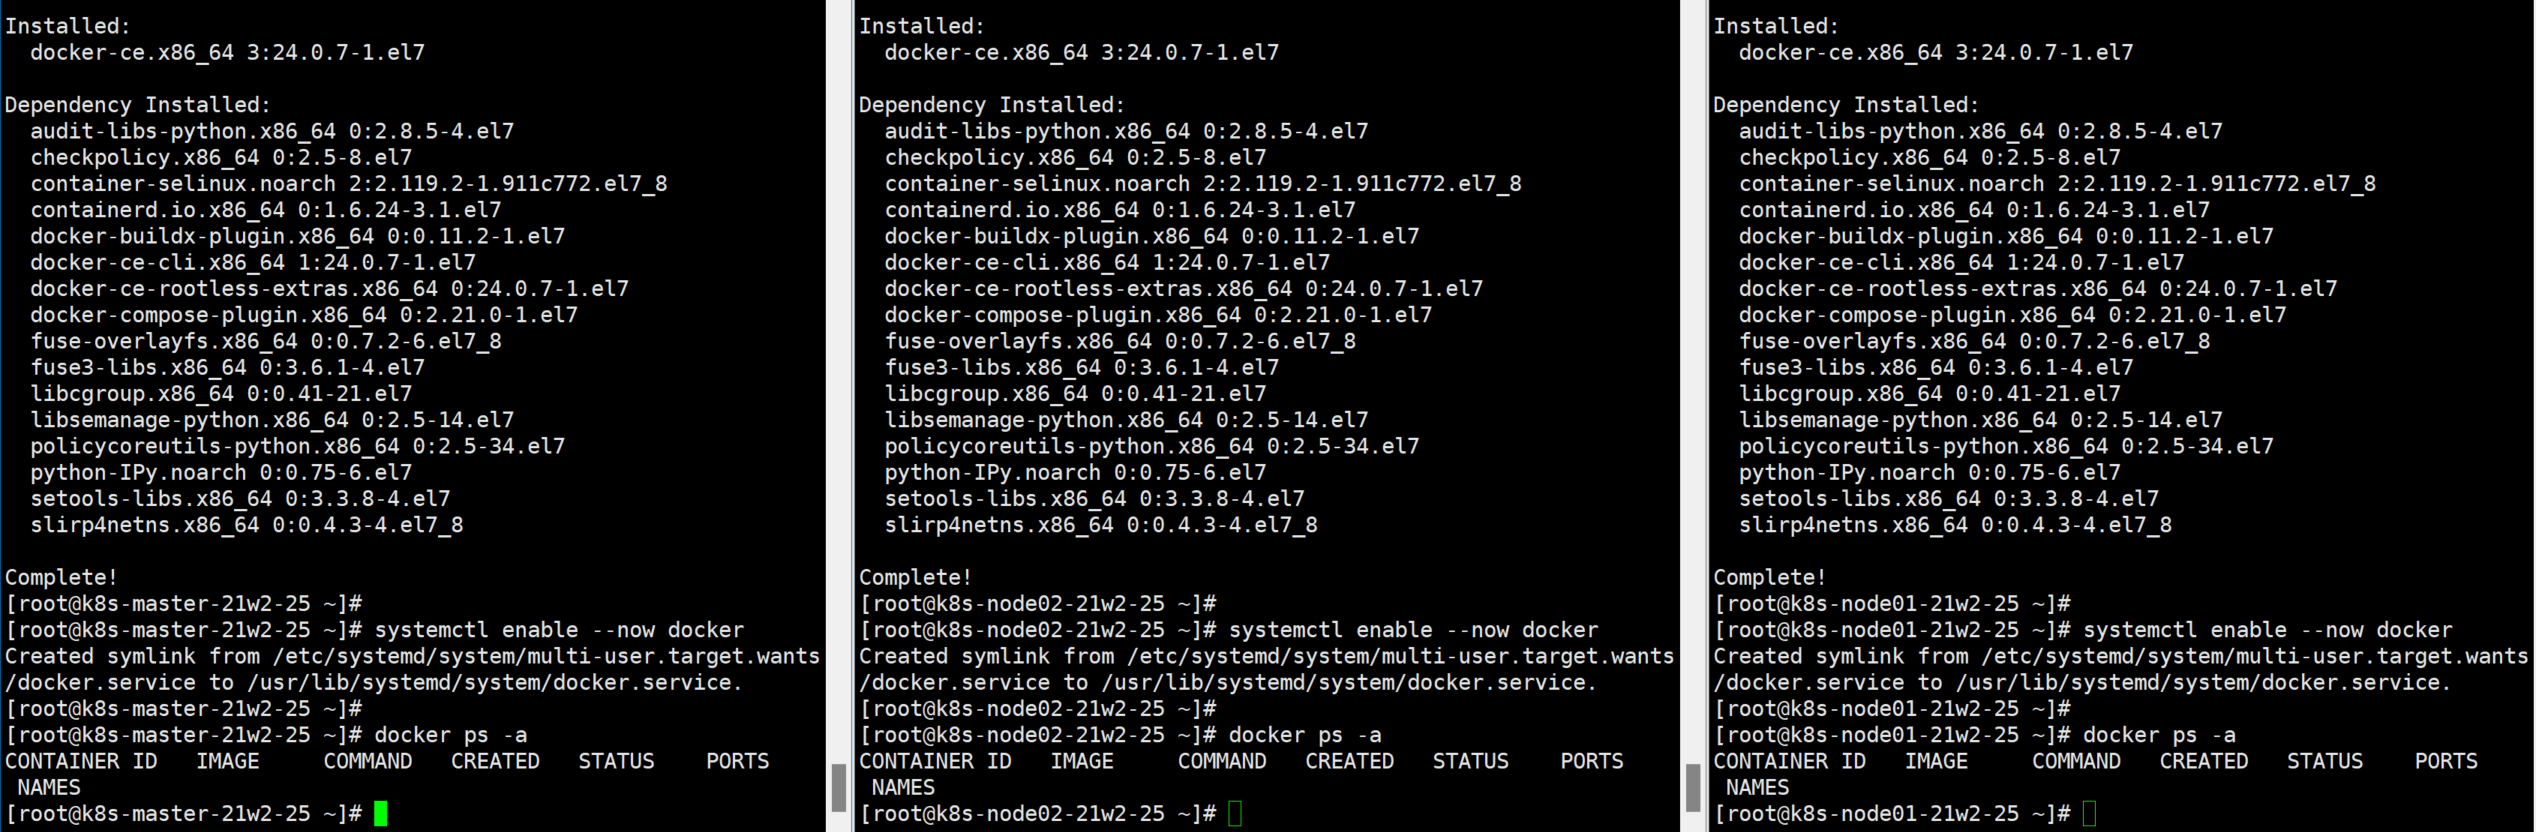 Installed:
  docker-ce.x86_64 3:24.0.7-1.el7

Dependency Installed:
  audit-libs-python.x86_64 0:2.8.5-4.el7
  checkpolicy.x86_64 0:2.5-8.el7
  container-selinux.noarch 2:2.119.2-1.911c772.el7_8
  containerd.io.x86_64 0:1.6.24-3.1.el7
  docker-buildx-plugin.x86_64 0:0.11.2-1.el7
  docker-ce-cli.x86_64 1:24.0.7-1.el7
  docker-ce-rootless-extras.x86_64 0:24.0.7-1.el7
  docker-compose-plugin.x86_64 0:2.21.0-1.el7
  fuse-overlayfs.x86_64 0:0.7.2-6.el7_8
  fuse3-libs.x86_64 0:3.6.1-4.el7
  libcgroup.x86_64 0:0.41-21.el7
  libsemanage-python.x86_64 0:2.5-14.el7
  policycoreutils-python.x86_64 0:2.5-34.el7
  python-IPy.noarch 0:0.75-6.el7
  setools-libs.x86_64 0:3.3.8-4.el7
  slirp4netns.x86_64 0:0.4.3-4.el7_8

Complete!
[root@k8s-master-21w2-25 ~]#
[root@k8s-master-21w2-25 ~]# systemctl enable --now docker
Created symlink from /etc/systemd/system/multi-user.target.wants
/docker.service to /usr/lib/systemd/system/docker.service.
[root@k8s-master-21w2-25 ~]#
[root@k8s-master-21w2-25 ~]# docker ps -a
CONTAINER ID   IMAGE     COMMAND   CREATED   STATUS    PORTS
 NAMES
[root@k8s-master-21w2-25 ~]#

Installed:
  docker-ce.x86_64 3:24.0.7-1.el7

Dependency Installed:
  audit-libs-python.x86_64 0:2.8.5-4.el7
  checkpolicy.x86_64 0:2.5-8.el7
  container-selinux.noarch 2:2.119.2-1.911c772.el7_8
  containerd.io.x86_64 0:1.6.24-3.1.el7
  docker-buildx-plugin.x86_64 0:0.11.2-1.el7
  docker-ce-cli.x86_64 1:24.0.7-1.el7
  docker-ce-rootless-extras.x86_64 0:24.0.7-1.el7
  docker-compose-plugin.x86_64 0:2.21.0-1.el7
  fuse-overlayfs.x86_64 0:0.7.2-6.el7_8
  fuse3-libs.x86_64 0:3.6.1-4.el7
  libcgroup.x86_64 0:0.41-21.el7
  libsemanage-python.x86_64 0:2.5-14.el7
  policycoreutils-python.x86_64 0:2.5-34.el7
  python-IPy.noarch 0:0.75-6.el7
  setools-libs.x86_64 0:3.3.8-4.el7
  slirp4netns.x86_64 0:0.4.3-4.el7_8

Complete!
[root@k8s-node02-21w2-25 ~]#
[root@k8s-node02-21w2-25 ~]# systemctl enable --now docker
Created symlink from /etc/systemd/system/multi-user.target.wants
/docker.service to /usr/lib/systemd/system/docker.service.
[root@k8s-node02-21w2-25 ~]#
[root@k8s-node02-21w2-25 ~]# docker ps -a
CONTAINER ID   IMAGE     COMMAND   CREATED   STATUS    PORTS
 NAMES
[root@k8s-node02-21w2-25 ~]#

Installed:
  docker-ce.x86_64 3:24.0.7-1.el7

Dependency Installed:
  audit-libs-python.x86_64 0:2.8.5-4.el7
  checkpolicy.x86_64 0:2.5-8.el7
  container-selinux.noarch 2:2.119.2-1.911c772.el7_8
  containerd.io.x86_64 0:1.6.24-3.1.el7
  docker-buildx-plugin.x86_64 0:0.11.2-1.el7
  docker-ce-cli.x86_64 1:24.0.7-1.el7
  docker-ce-rootless-extras.x86_64 0:24.0.7-1.el7
  docker-compose-plugin.x86_64 0:2.21.0-1.el7
  fuse-overlayfs.x86_64 0:0.7.2-6.el7_8
  fuse3-libs.x86_64 0:3.6.1-4.el7
  libcgroup.x86_64 0:0.41-21.el7
  libsemanage-python.x86_64 0:2.5-14.el7
  policycoreutils-python.x86_64 0:2.5-34.el7
  python-IPy.noarch 0:0.75-6.el7
  setools-libs.x86_64 0:3.3.8-4.el7
  slirp4netns.x86_64 0:0.4.3-4.el7_8

Complete!
[root@k8s-node01-21w2-25 ~]#
[root@k8s-node01-21w2-25 ~]# systemctl enable --now docker
Created symlink from /etc/systemd/system/multi-user.target.wants
/docker.service to /usr/lib/systemd/system/docker.service.
[root@k8s-node01-21w2-25 ~]#
[root@k8s-node01-21w2-25 ~]# docker ps -a
CONTAINER ID   IMAGE     COMMAND   CREATED   STATUS    PORTS
 NAMES
[root@k8s-node01-21w2-25 ~]#